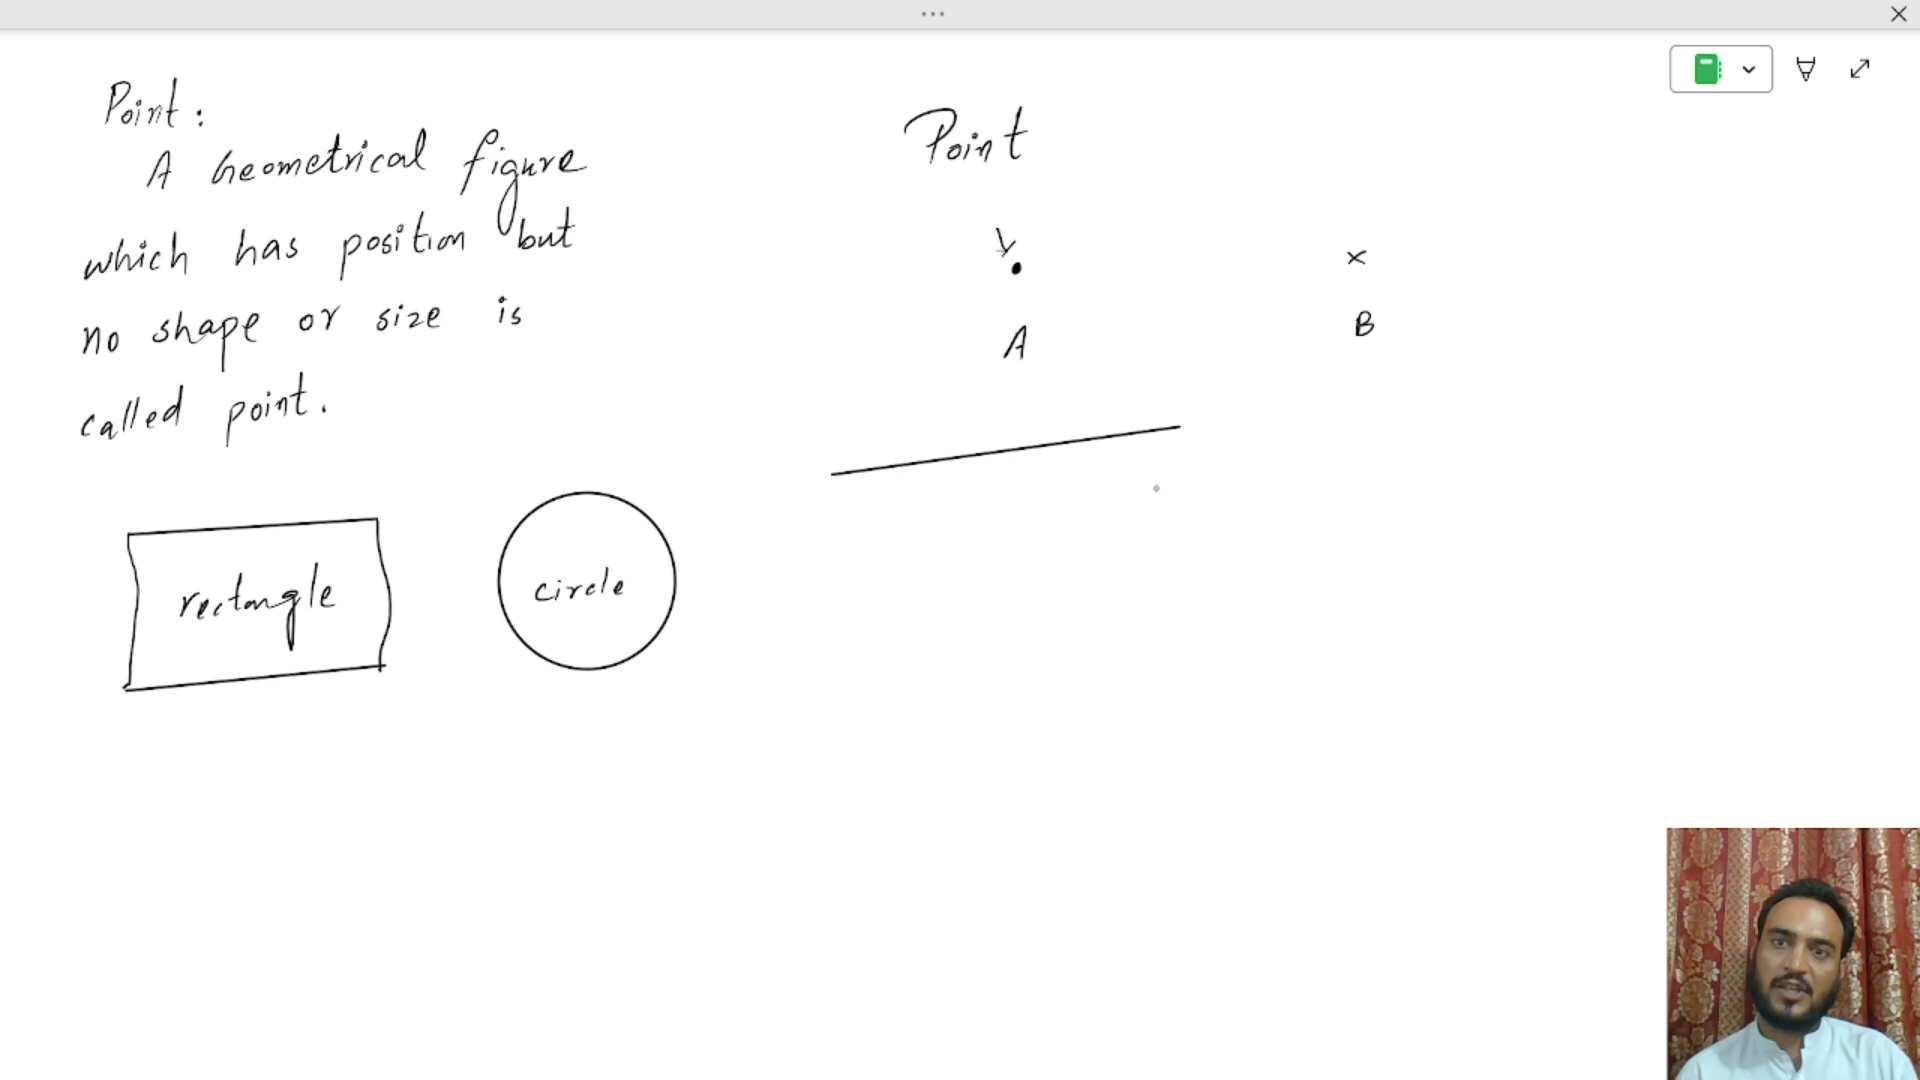 Point:
A Geometrical figure
which has position but
no shape or size is
called point.
rectangle
circle
Point
A
×
B